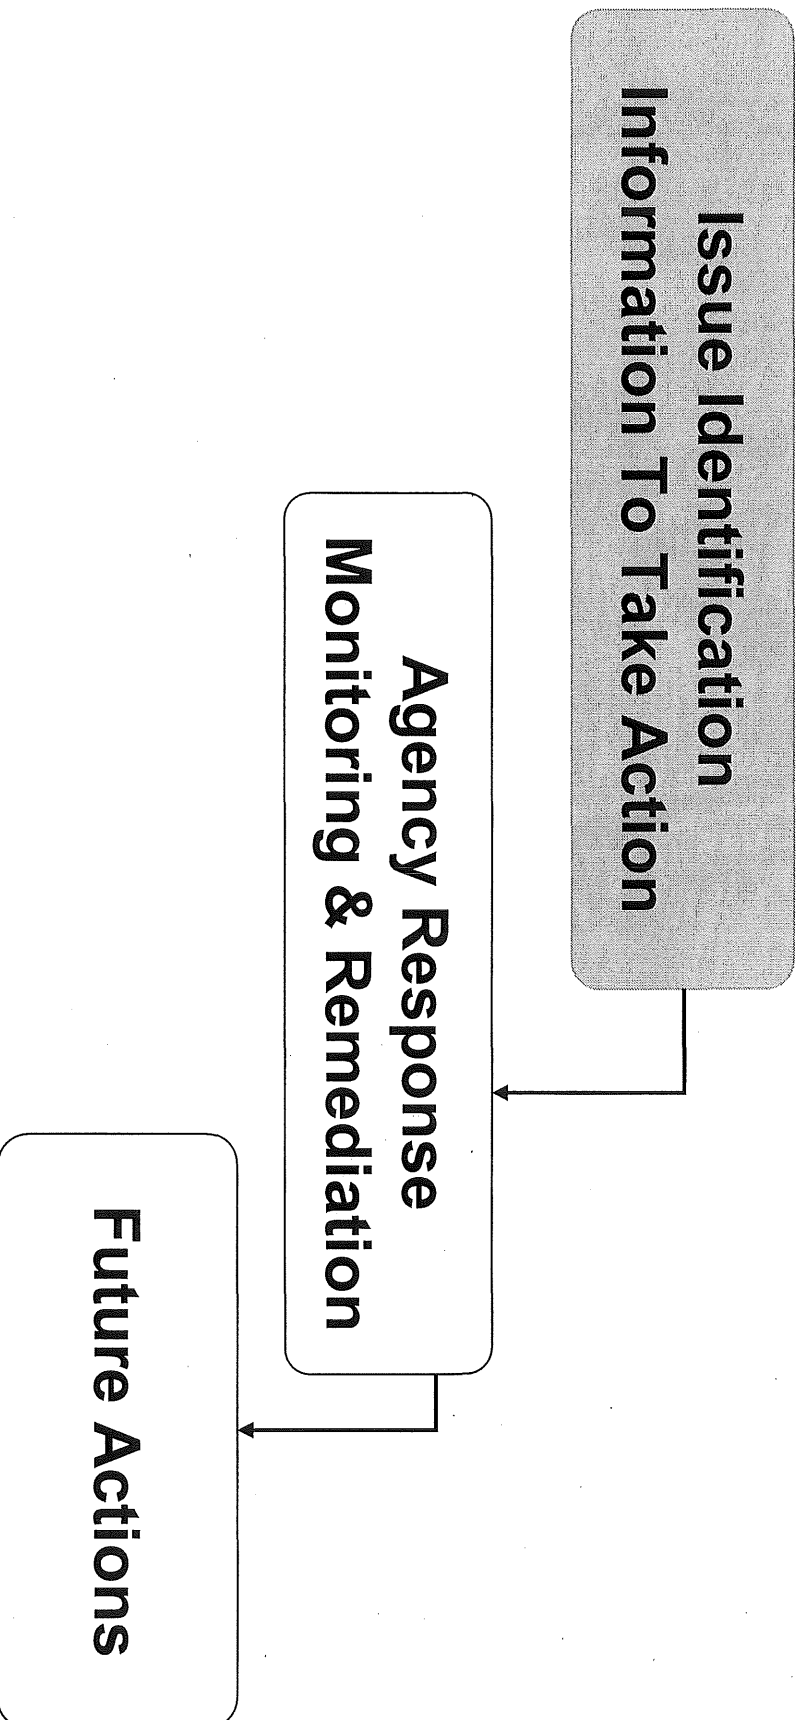 Issue Identification
Information To Take Action
Agency Response
Monitoring & Remediation
Future Actions